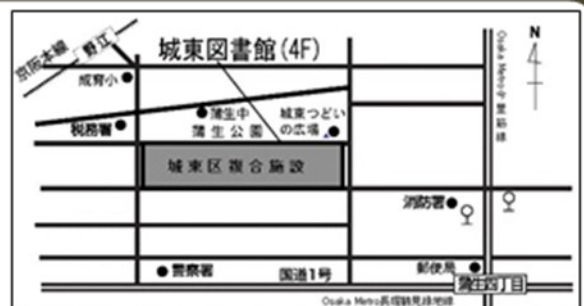 京阪本線
野江
城東図書館(4F)
N
成育小
Osaka Metro今里筋線
蒲生中
蒲生公園
城東つどい
の広場
税務署
城東区複合施設
消防署
警察署
国道1号
郵便局
蒲生四丁目
Osaka Metro長堀鶴見緑地線